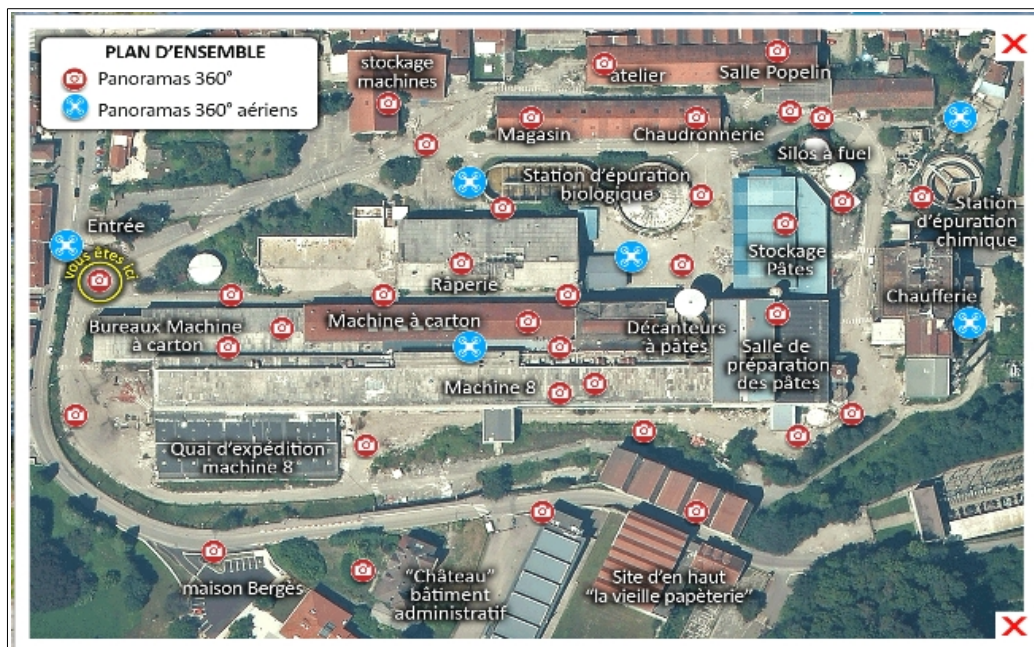 PLAN D'ENSEMBLE
Panoramas 360°
Panoramas 360° aériens
stockage
machines
atelier
Salle Popelin
Magasin
Chaudronnerie
Silos à fuel
Station d'épuration
biologique
Station
d'épuration
chimique
Entrée
vous êtes ici
Stockage
Pâtes
Râperie
Chaufferie
Bureaux Machine
à carton
Machine à carton
Décanteurs
à pâtes
Salle de
préparation
des pâtes
Machine 8
Quai d'expédition
machine 8
maison Bergès
"Château"
bâtiment
administratif
Site d'en haut
"la vieille papèterie"